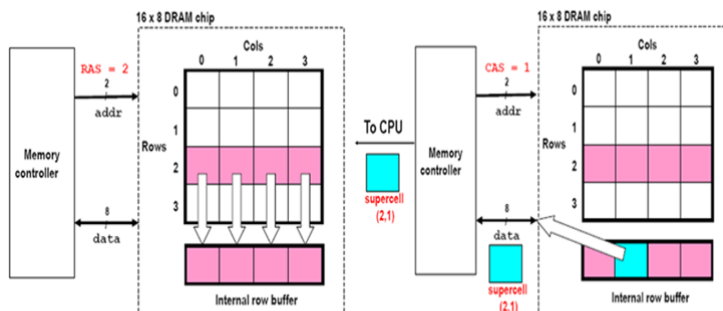 16 x 8 DRAM chip
Cols
0 1 2 3
RAS = 2
2
addr
0
1
Rows
2
3
Memory
controller
8
data
Internal row buffer
To CPU
supercell
(2,1)
16 x 8 DRAM chip
Cols
0 1 2 3
CAS = 1
2
addr
0
1
Rows
2
3
Memory
controller
8
data
supercell
(2,1)
Internal row buffer